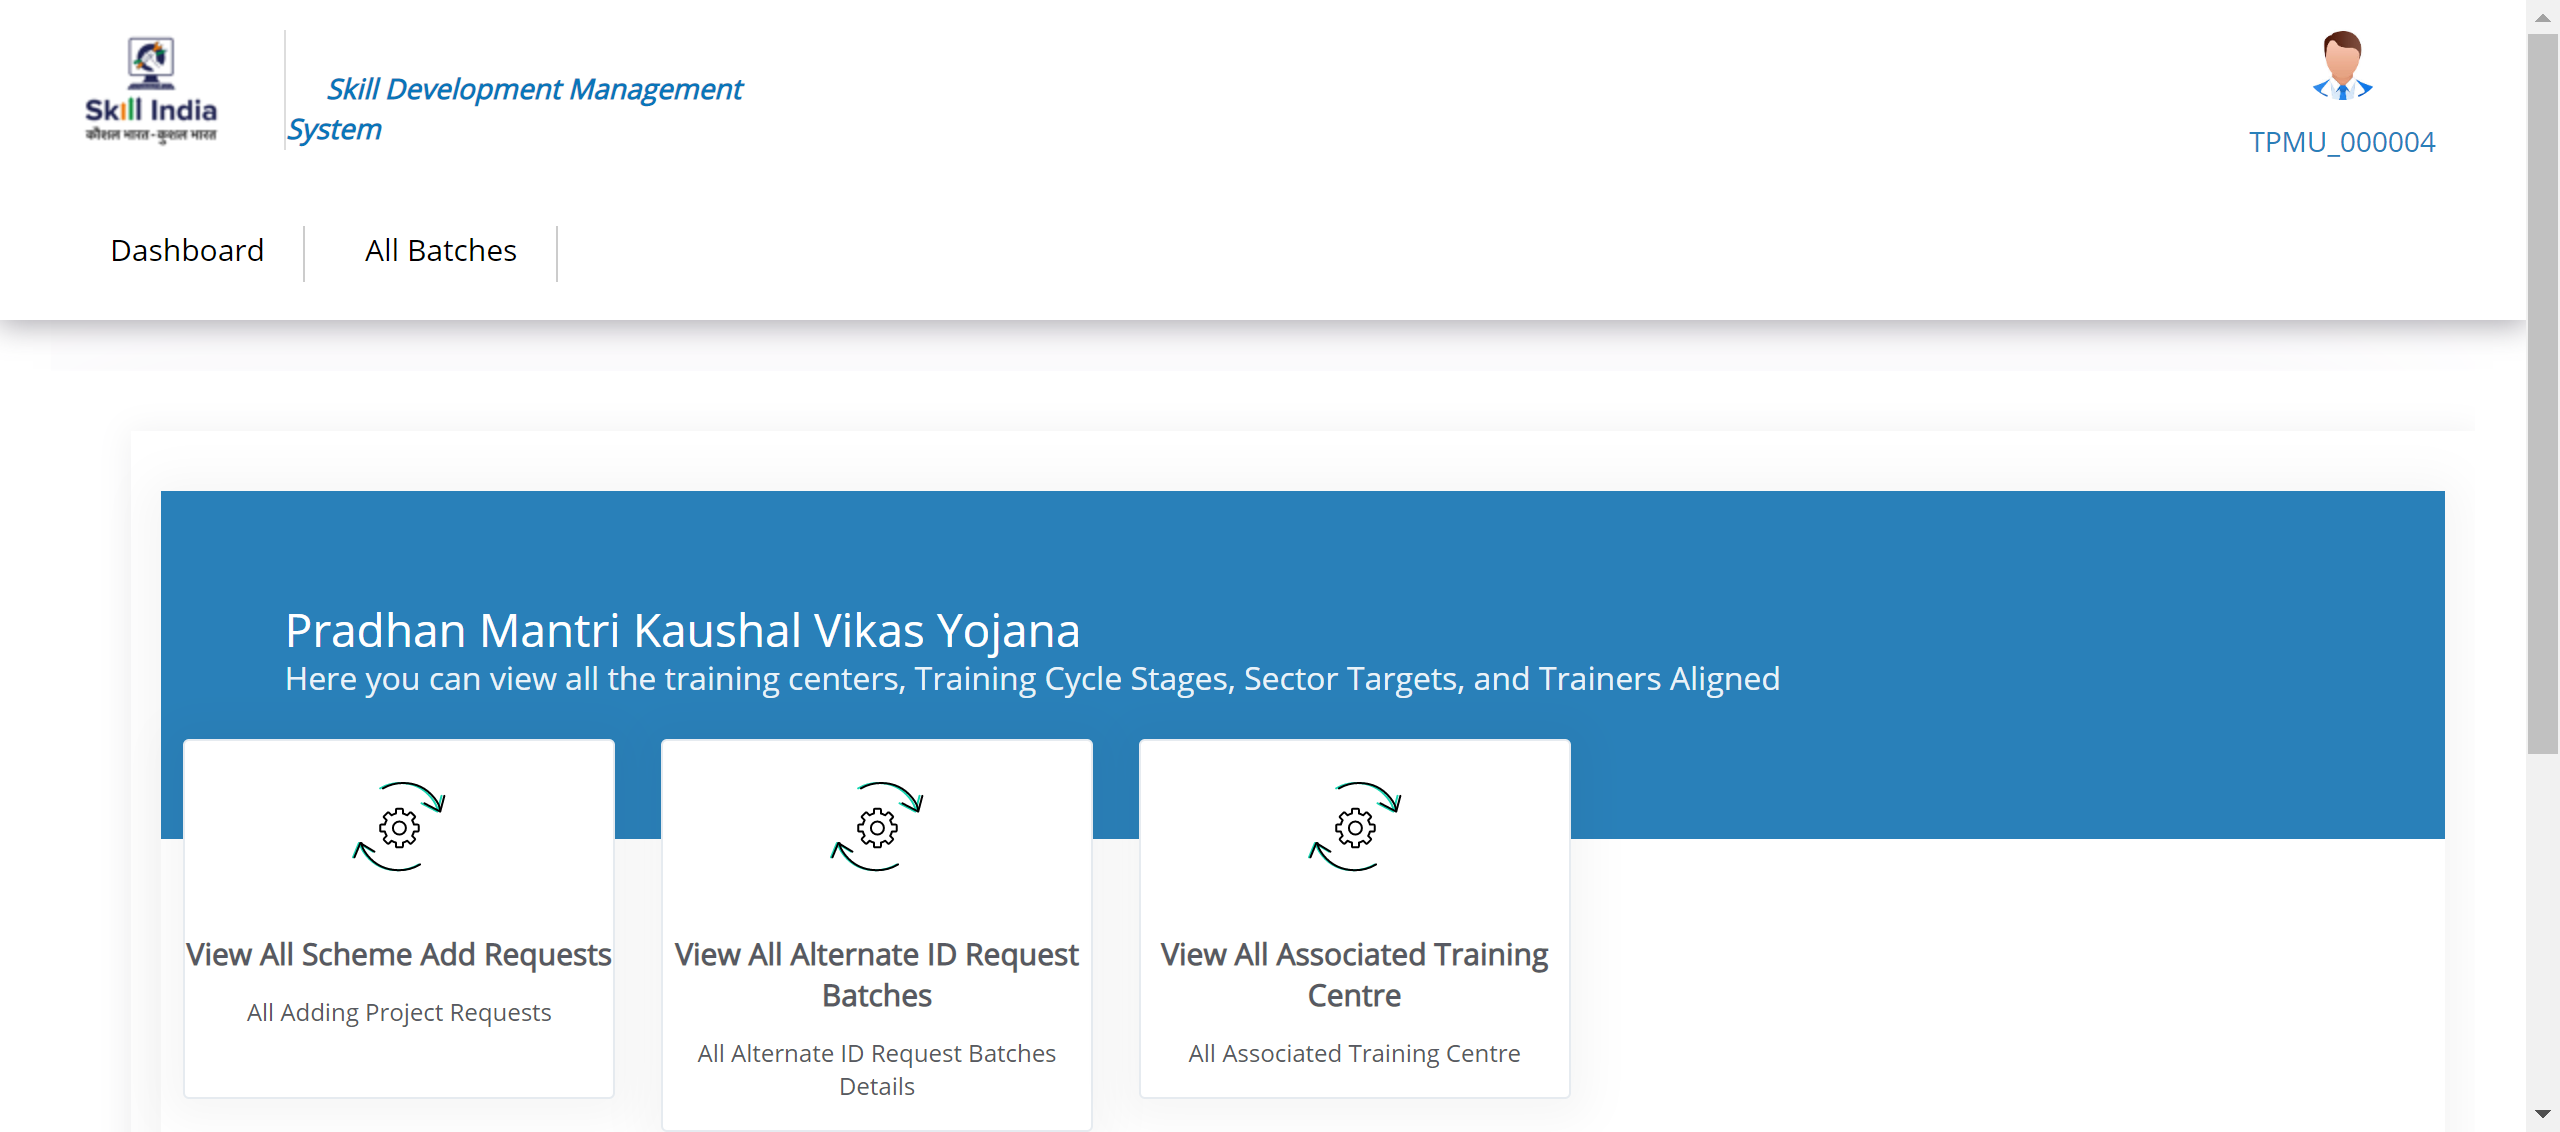 Skill India
कौशल भारत-कुशल भारत
Skill Development Management
System
TPMU_000004
Dashboard
All Batches
Pradhan Mantri Kaushal Vikas Yojana
Here you can view all the training centers, Training Cycle Stages, Sector Targets, and Trainers Aligned
View All Scheme Add Requests
All Adding Project Requests
View All Alternate ID Request
Batches
All Alternate ID Request Batches
Details
View All Associated Training
Centre
All Associated Training Centre